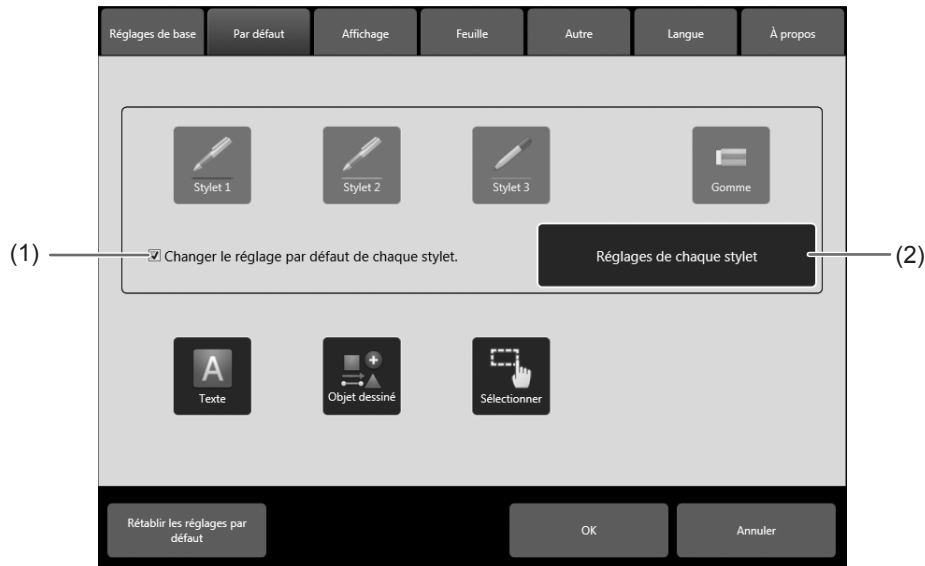 Réglages de base
Par défaut
Affichage
Feuille
Autre
Langue
À propos
Stylet 1
Stylet 2
Stylet 3
Gomme
(1)
Changer le réglage par défaut de chaque stylet.
Réglages de chaque stylet
(2)
A
Texte
Objet dessiné
Sélectionner
Rétablir les réglages par
défaut
OK
Annuler